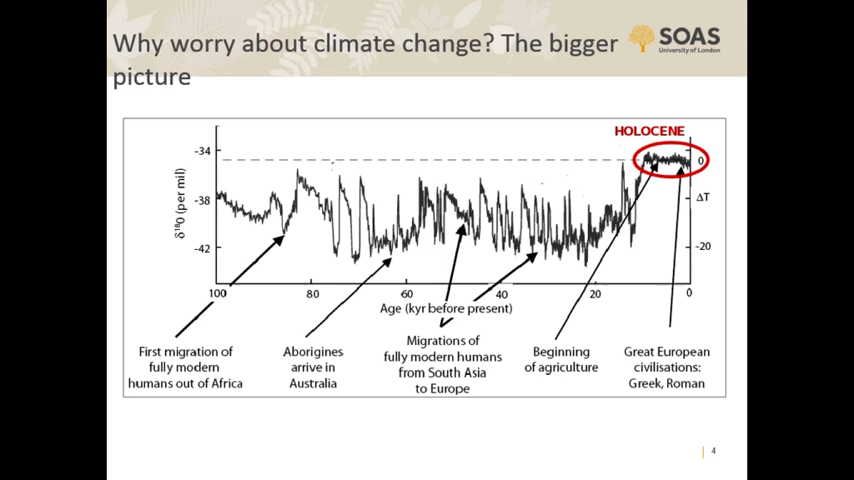 Why worry about climate change? The bigger
picture
SOAS
University of London
HOLOCENE
-34
-38
-42
δ¹⁸O (per mil)
0
ΔT
-20
100
80
60
40
20
0
Age (kyr before present)
First migration of
fully modern
humans out of Africa
Aborigines
arrive in
Australia
Migrations of
fully modern humans
from South Asia
to Europe
Beginning
of agriculture
Great European
civilisations:
Greek, Roman
4